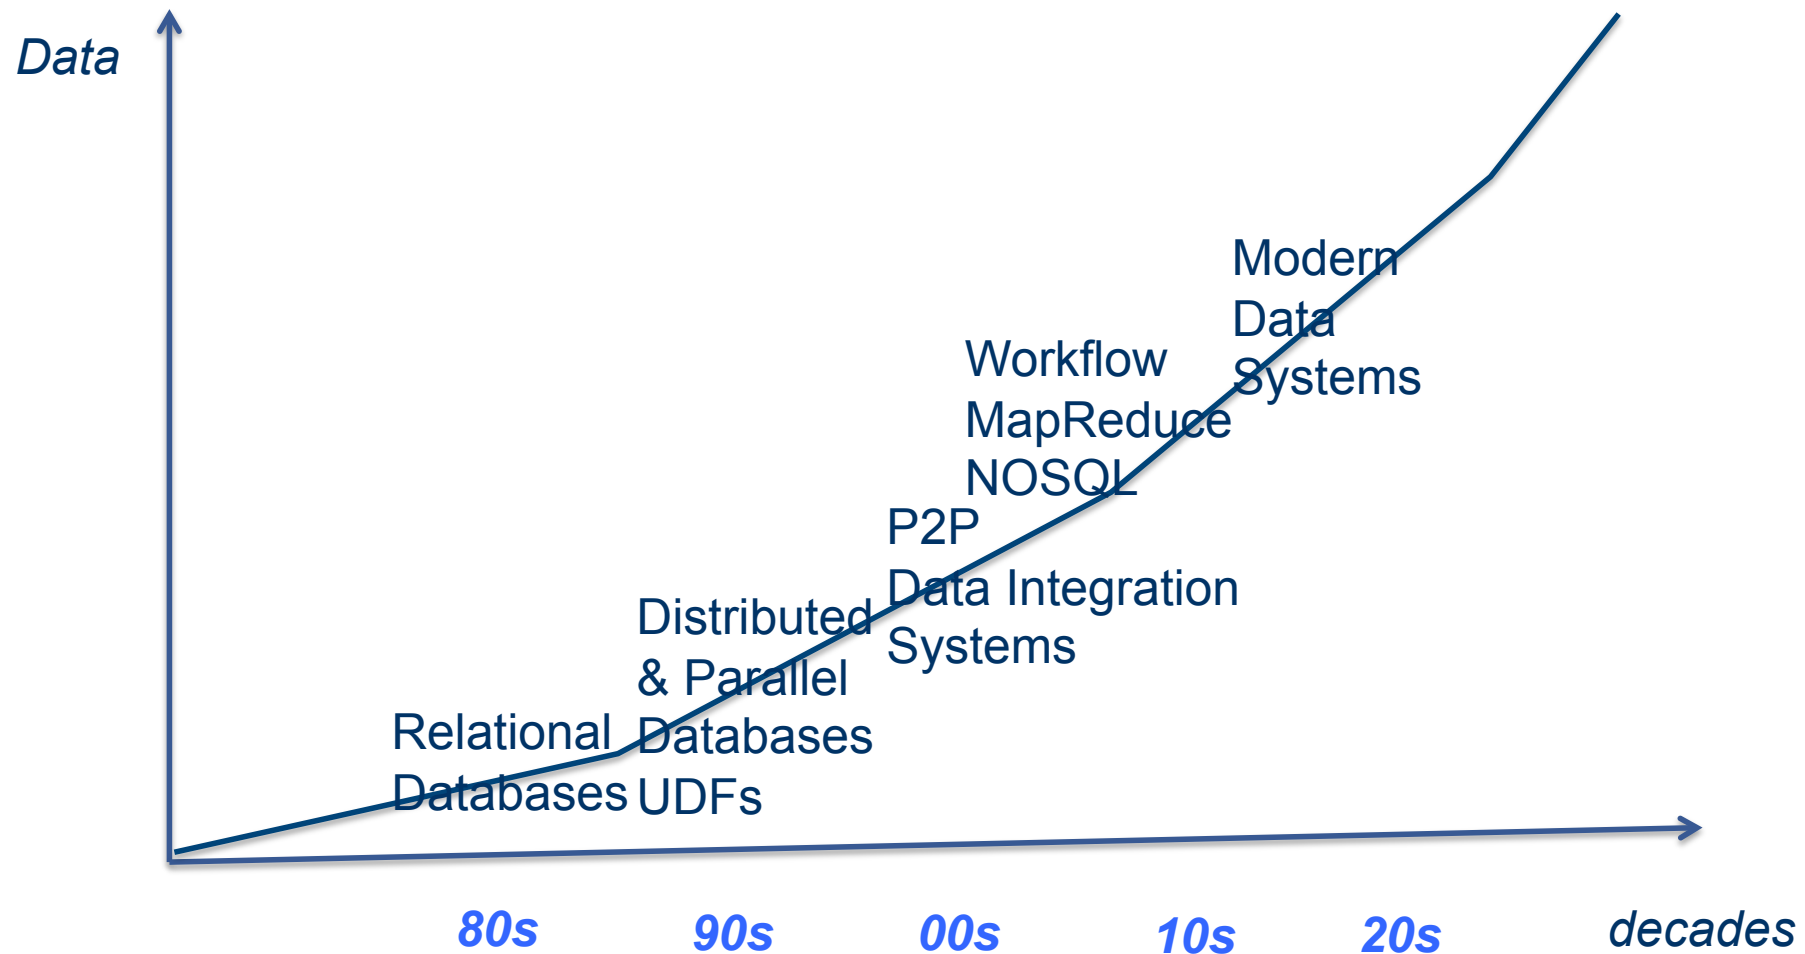 Data
Modern
Data
Systems
Workflow
MapReduce
NOSQL
P2P
Data Integration
Systems
Distributed
& Parallel
Databases
UDFs
Relational
Databases
80s
90s
00s
10s
20s
decades